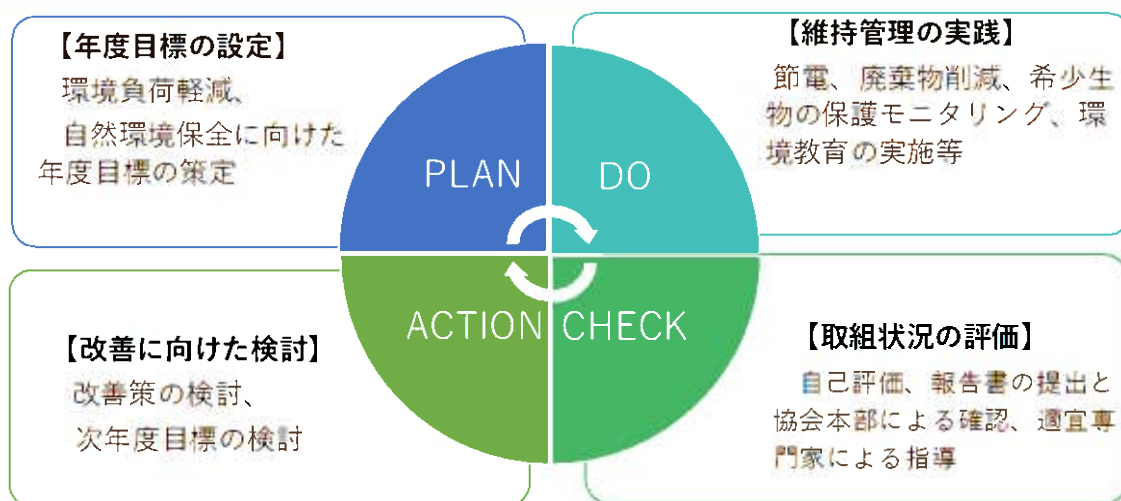 【年度目標の設定】
環境負荷軽減、
自然環境保全に向けた
年度目標の策定
PLAN
【維持管理の実践】
節電、廃棄物削減、希少生
物の保護モニタリング、環
境教育の実施等
DO
【改善に向けた検討】
改善策の検討、
次年度目標の検討
ACTION
CHECK
【取組状況の評価】
自己評価、報告書の提出と
協会本部による確認、適宜専
門家による指導